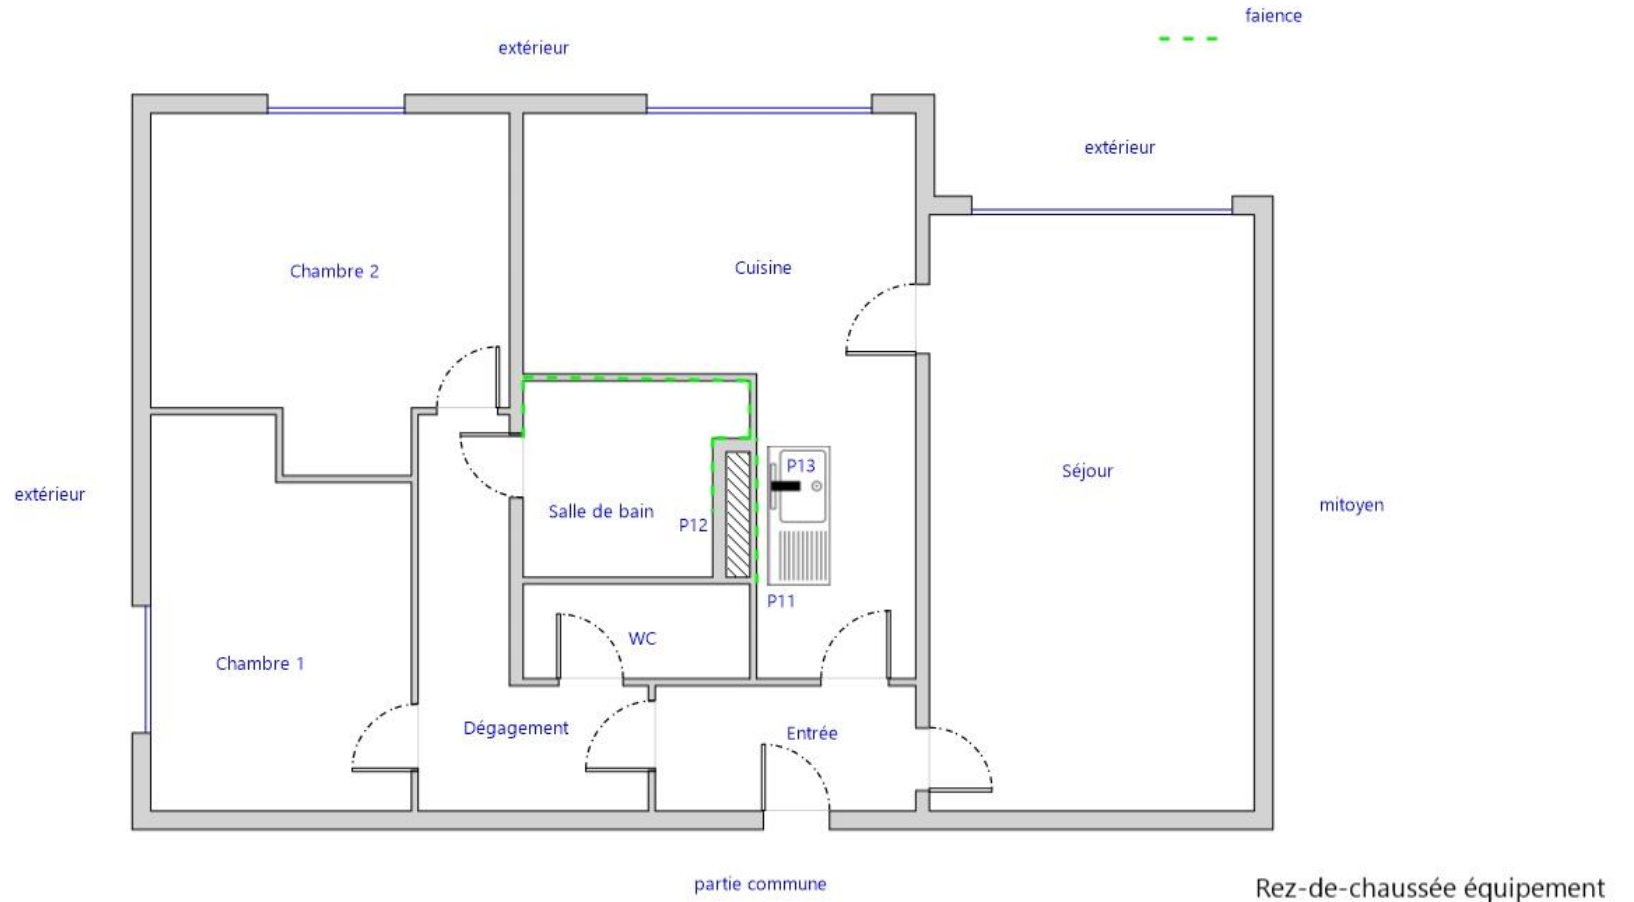 faience
extérieur
extérieur
Chambre 2
Cuisine
P13
Séjour
extérieur
mitoyen
Salle de bain
P12
P11
WC
Chambre 1
Dégagement
Entrée
partie commune
Rez-de-chaussée équipement